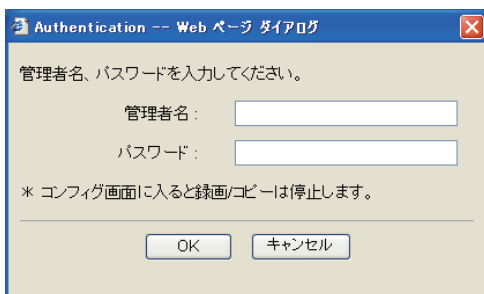 Authentication -- Web ページ ダイアログ
管理者名、パスワードを入力してください。
管理者名 :
パスワード :
* コンフィグ画面に入ると録画/コピーは停止します。
OK キャンセル